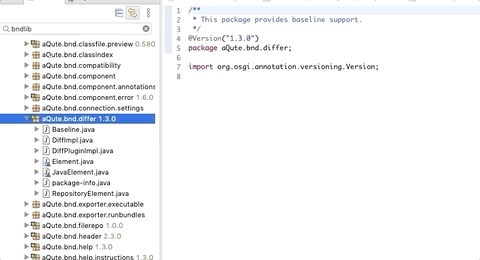 bndlib
aQute.bnd.classfile.preview 0.580
aQute.bnd.classindex
aQute.bnd.compatibility
aQute.bnd.component
aQute.bnd.component.annotations
aQute.bnd.component.error 1.6.0
aQute.bnd.connection.settings
aQute.bnd.differ 1.3.0
Baseline.java
DiffImpl.java
DiffPluginImpl.java
Element.java
JavaElement.java
package-info.java
RepositoryElement.java
aQute.bnd.exporter.executable
aQute.bnd.exporter.runbundles
aQute.bnd.filerepo 1.0
aQute.bnd.header 2.3.0
aQute.bnd.help 1.3.0
aQute.bnd.help.instructions 1.3.0
1 /**
2 * This package provides baseline support.
3 */
4 @Version("1.3.0")
5 package aQute.bnd.differ;
6
7 import org.osgi.annotation.versioning.Version;
8